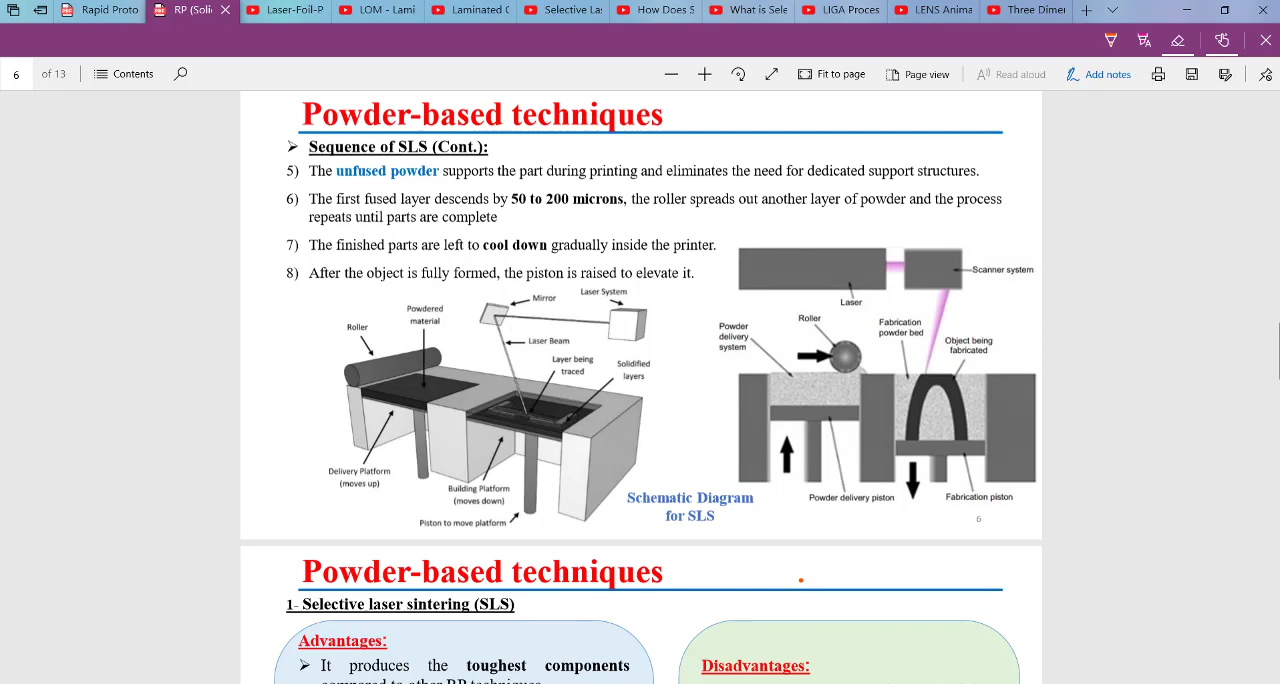 Rapid Proto
RP (Soli
Laser-Foil-P
LOM - Lami
Laminated
Selective La
How Does S
What is Sele
LIGA Proces
LENS Anima
Three Dimer
6 of 13
Contents
Fit to page
Page view
Read aloud
Add notes
Powder-based techniques
➢ Sequence of SLS (Cont.):
5) The unfused powder supports the part during printing and eliminates the need for dedicated support structures.
6) The first fused layer descends by 50 to 200 microns, the roller spreads out another layer of powder and the process
repeats until parts are complete
7) The finished parts are left to cool down gradually inside the printer.
8) After the object is fully formed, the piston is raised to elevate it.
Roller
Powdered
material
Mirror
Laser System
Laser Beam
Layer being
traced
Solidified
layers
Delivery Platform
(moves up)
Building Platform
(moves down)
Piston to move platform
Schematic Diagram
for SLS
Laser
Scanner system
Roller
Powder
delivery
system
Fabrication
powder bed
Object being
fabricated
Powder delivery piston
Fabrication piston
6
Powder-based techniques
1- Selective laser sintering (SLS)
Advantages:
➢ It produces the toughest components
Disadvantages: